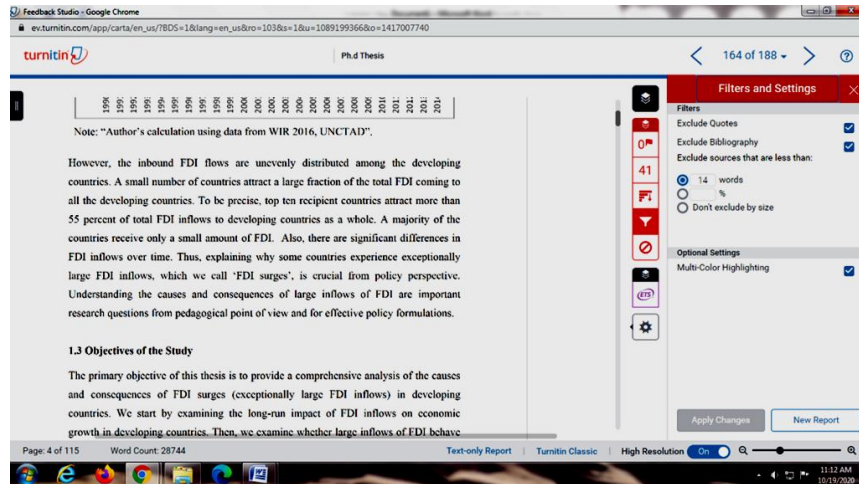 Feedback Studio - Google Chrome
ev.turnitin.com/app/carta/en_us/?BDS=1&lang=en_us&ro=103&s=1&u=1089199366&o=1417007740
turnitin
Ph.d Thesis
164 of 188
Note: “Author's calculation using data from WIR 2016, UNCTAD”.
However, the inbound FDI flows are unevenly distributed among the developing
countries. A small number of countries attract a large fraction of the total FDI coming to
all the developing countries. To be precise, top ten recipient countries attract more than
55 percent of total FDI inflows to developing countries as a whole. A majority of the
countries receive only a small amount of FDI. Also, there are significant differences in
FDI inflows over time. Thus, explaining why some countries experience exceptionally
large FDI inflows, which we call ‘FDI surges’, is crucial from policy perspective.
Understanding the causes and consequences of large inflows of FDI are important
research questions from pedagogical point of view and for effective policy formulations.
1.3 Objectives of the Study
The primary objective of this thesis is to provide a comprehensive analysis of the causes
and consequences of FDI surges (exceptionally large FDI inflows) in developing
countries. We start by examining the long-run impact of FDI inflows on economic
growth in developing countries. Then, we examine whether large inflows of FDI behave
0
41
ETS
Filters and Settings
Filters
Exclude Quotes
Exclude Bibliography
Exclude sources that are less than:
14 words
%
Don't exclude by size
Optional Settings
Multi-Color Highlighting
Apply Changes
New Report
Page: 4 of 115
Word Count: 28744
Text-only Report
Turnitin Classic
High Resolution
On
11:12 AM
10/19/2020